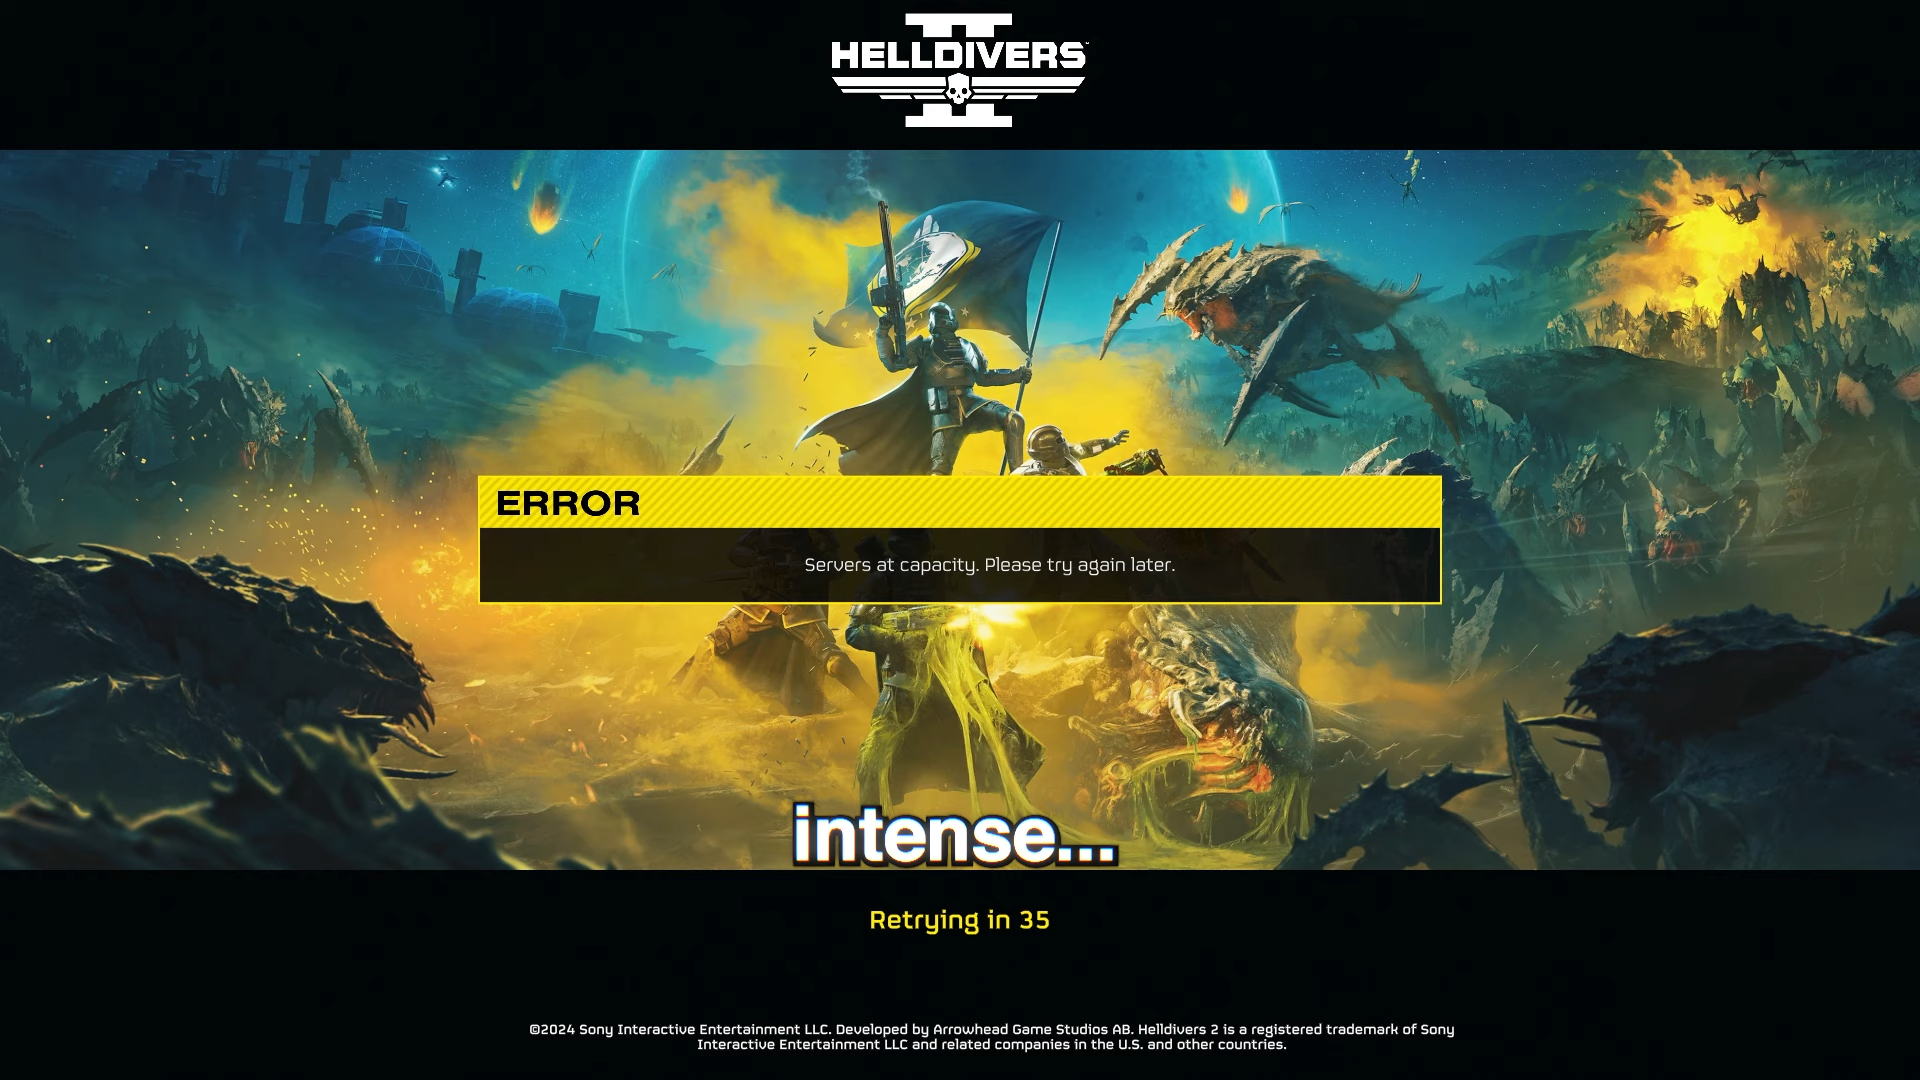 HELLDIVERS™
II
ERROR
Servers at capacity. Please try again later.
intense...
Retrying in 35
©2024 Sony Interactive Entertainment LLC. Developed by Arrowhead Game Studios AB. Helldivers 2 is a registered trademark of Sony
Interactive Entertainment LLC and related companies in the U.S. and other countries.